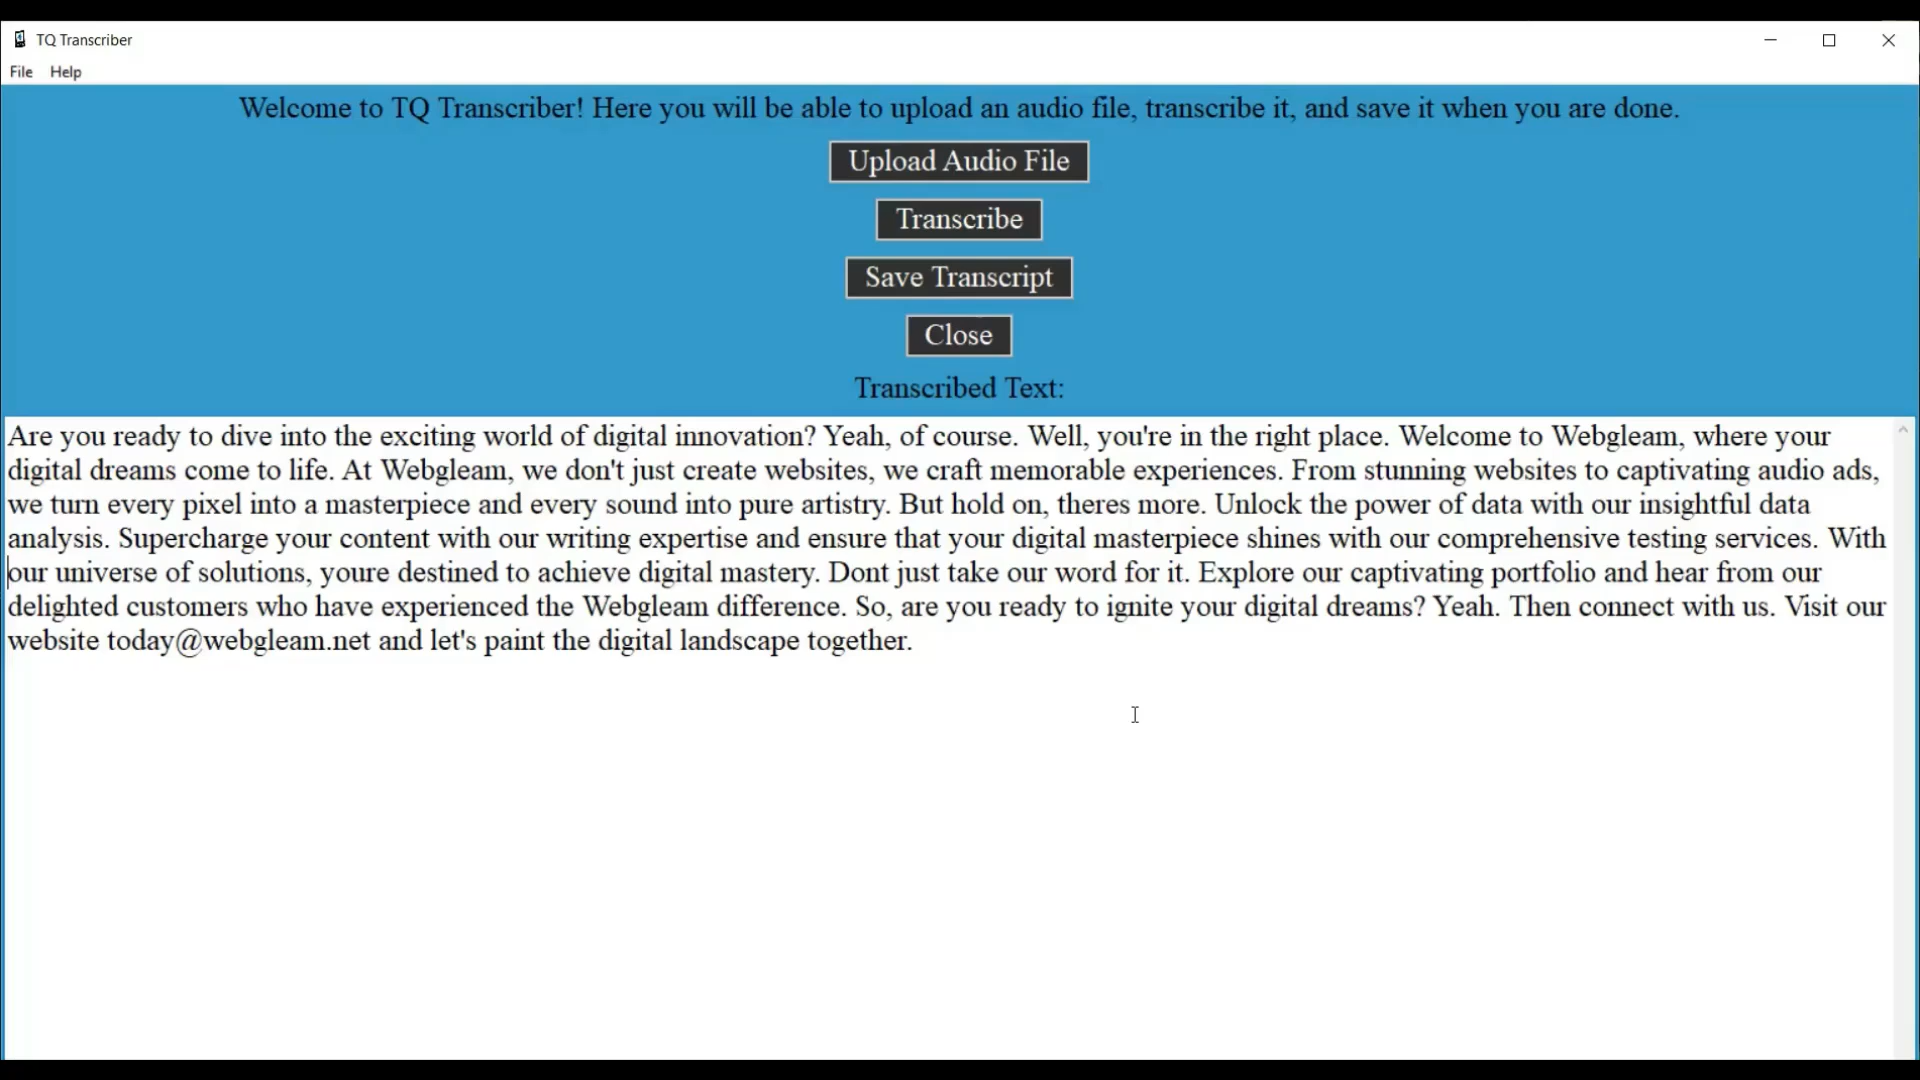 TQ Transcriber
File Help
Welcome to TQ Transcriber! Here you will be able to upload an audio file, transcribe it, and save it when you are done.
Upload Audio File
Transcribe
Save Transcript
Close
Transcribed Text:
Are you ready to dive into the exciting world of digital innovation? Yeah, of course. Well, you're in the right place. Welcome to Webgleam, where your
digital dreams come to life. At Webgleam, we don't just create websites, we craft memorable experiences. From stunning websites to captivating audio ads,
we turn every pixel into a masterpiece and every sound into pure artistry. But hold on, theres more. Unlock the power of data with our insightful data
analysis. Supercharge your content with our writing expertise and ensure that your digital masterpiece shines with our comprehensive testing services. With
our universe of solutions, youre destined to achieve digital mastery. Dont just take our word for it. Explore our captivating portfolio and hear from our
delighted customers who have experienced the Webgleam difference. So, are you ready to ignite your digital dreams? Yeah. Then connect with us. Visit our
website today@webgleam.net and let's paint the digital landscape together.